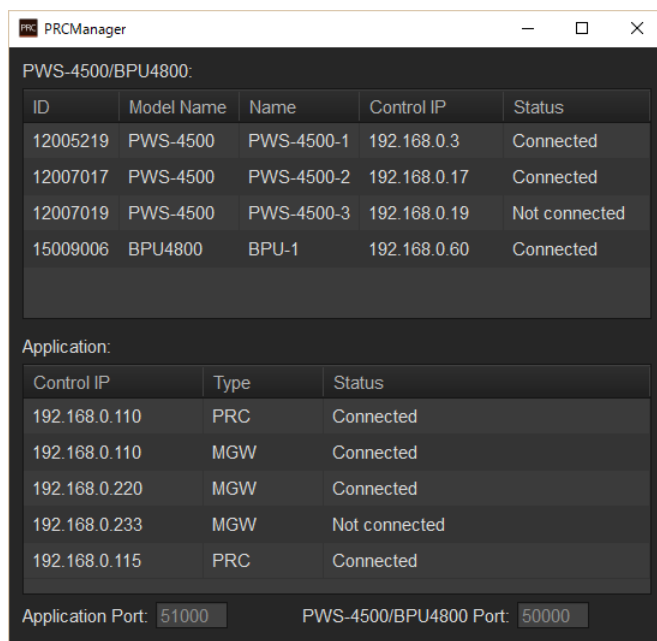 PRC PRCManager
PWS-4500/BPU4800:
ID Model Name Name Control IP Status
12005219 PWS-4500 PWS-4500-1 192.168.0.3 Connected
12007017 PWS-4500 PWS-4500-2 192.168.0.17 Connected
12007019 PWS-4500 PWS-4500-3 192.168.0.19 Not connected
15009006 BPU4800 BPU-1 192.168.0.60 Connected
Application:
Control IP Type Status
192.168.0.110 PRC Connected
192.168.0.110 MGW Connected
192.168.0.220 MGW Connected
192.168.0.233 MGW Not connected
192.168.0.115 PRC Connected
Application Port: 51000 PWS-4500/BPU4800 Port: 50000